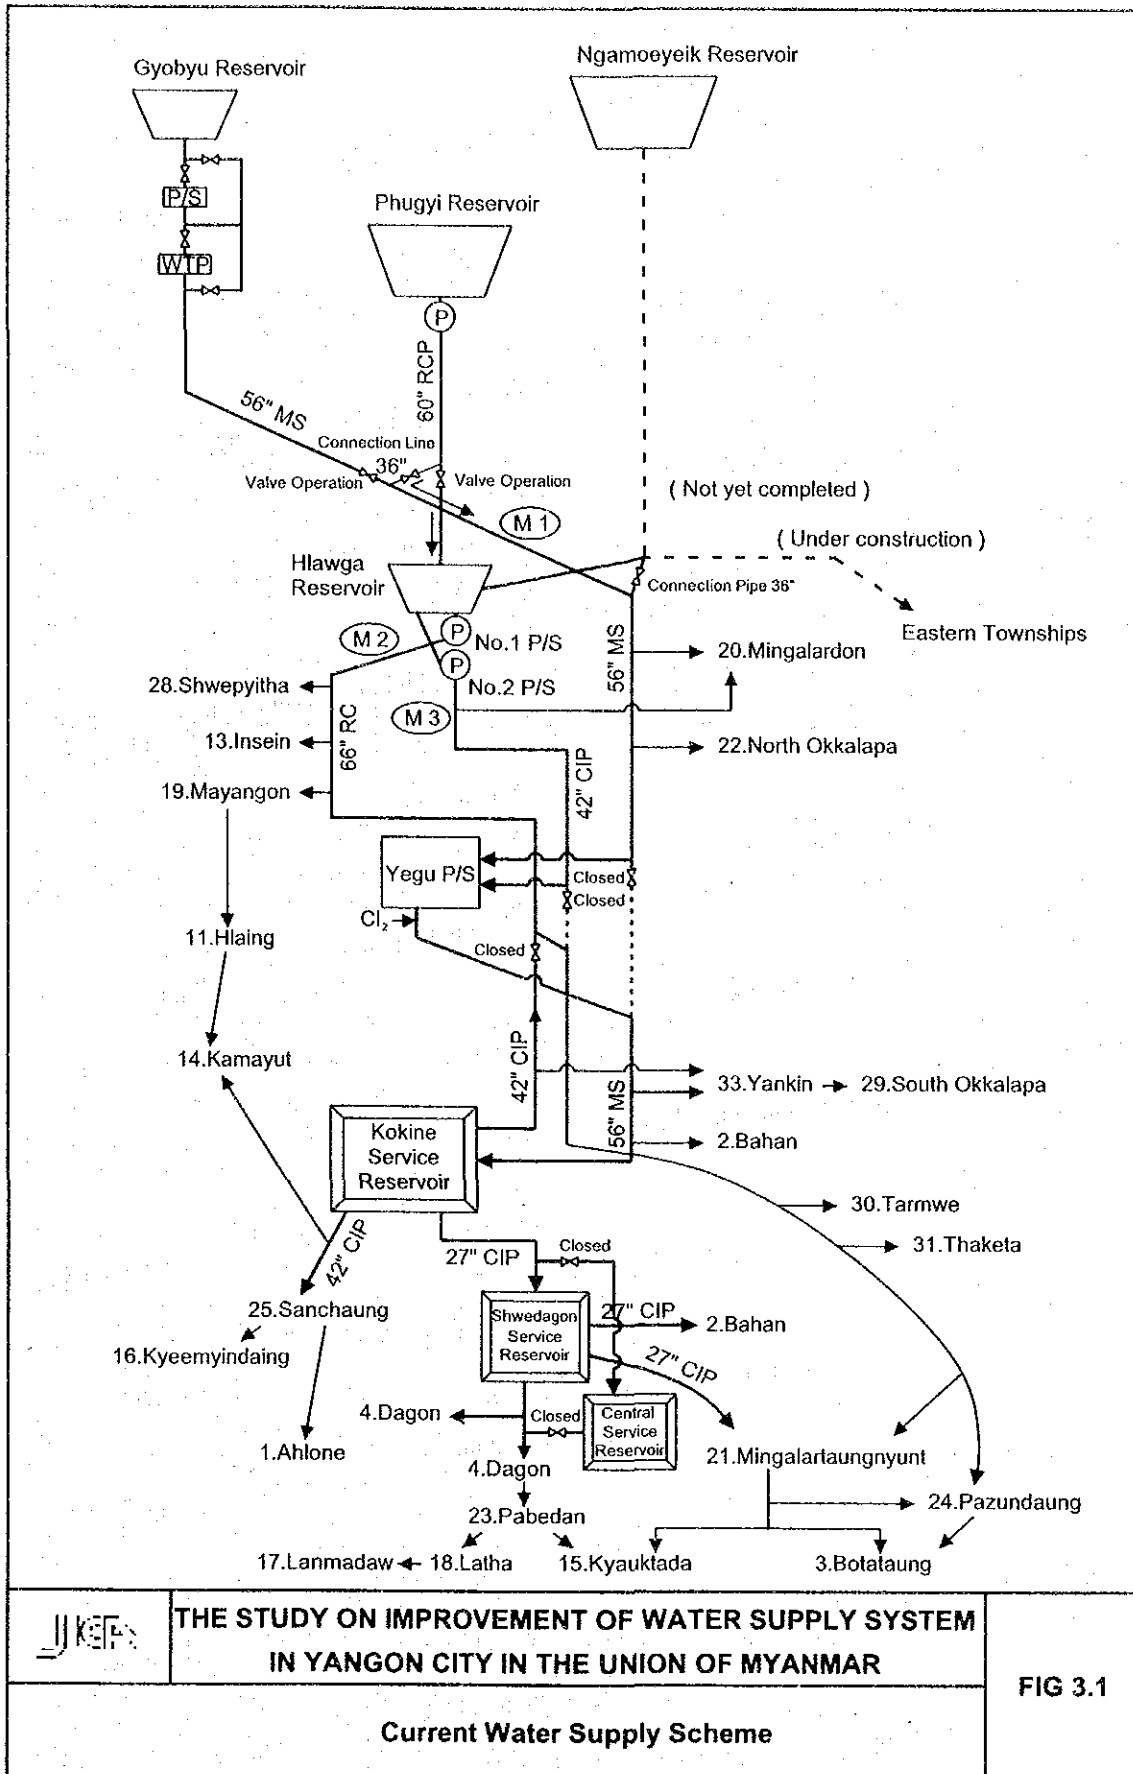 Ngamoeyeik Reservoir
Gyobyu Reservoir
P/S
Phugyi Reservoir
WTP
P
60" RCP
56" MS
Connection Line
36"
Valve Operation
Valve Operation
( Not yet completed )
M 1
( Under construction )
Hlawga
Reservoir
Connection Pipe 36"
Eastern Townships
P
M 2
No.1 P/S
56" MS
20.Mingalardon
P
28.Shwepyitha
No.2 P/S
M 3
66" RC
13.Insein
22.North Okkalapa
42" CIP
19.Mayangon
Yegu P/S
Closed
Closed
Cl₂
11.Hlaing
Closed
14.Kamayut
42" CIP
33.Yankin
29.South Okkalapa
56" MS
Kokine
Service
Reservoir
2.Bahan
30.Tarmwe
31.Thaketa
42" CIP
27" CIP
Closed
25.Sanchaung
Shwedagon
Service
Reservoir
27" CIP
2.Bahan
16.Kyeemyindaing
27" CIP
4.Dagon
Closed
Central
Service
Reservoir
1.Ahlone
4.Dagon
21.Mingalartaungnyunt
23.Pabedan
24.Pazundaung
17.Lanmadaw
18.Latha
15.Kyauktada
3.Botataung
THE STUDY ON IMPROVEMENT OF WATER SUPPLY SYSTEM
IN YANGON CITY IN THE UNION OF MYANMAR
FIG 3.1
Current Water Supply Scheme